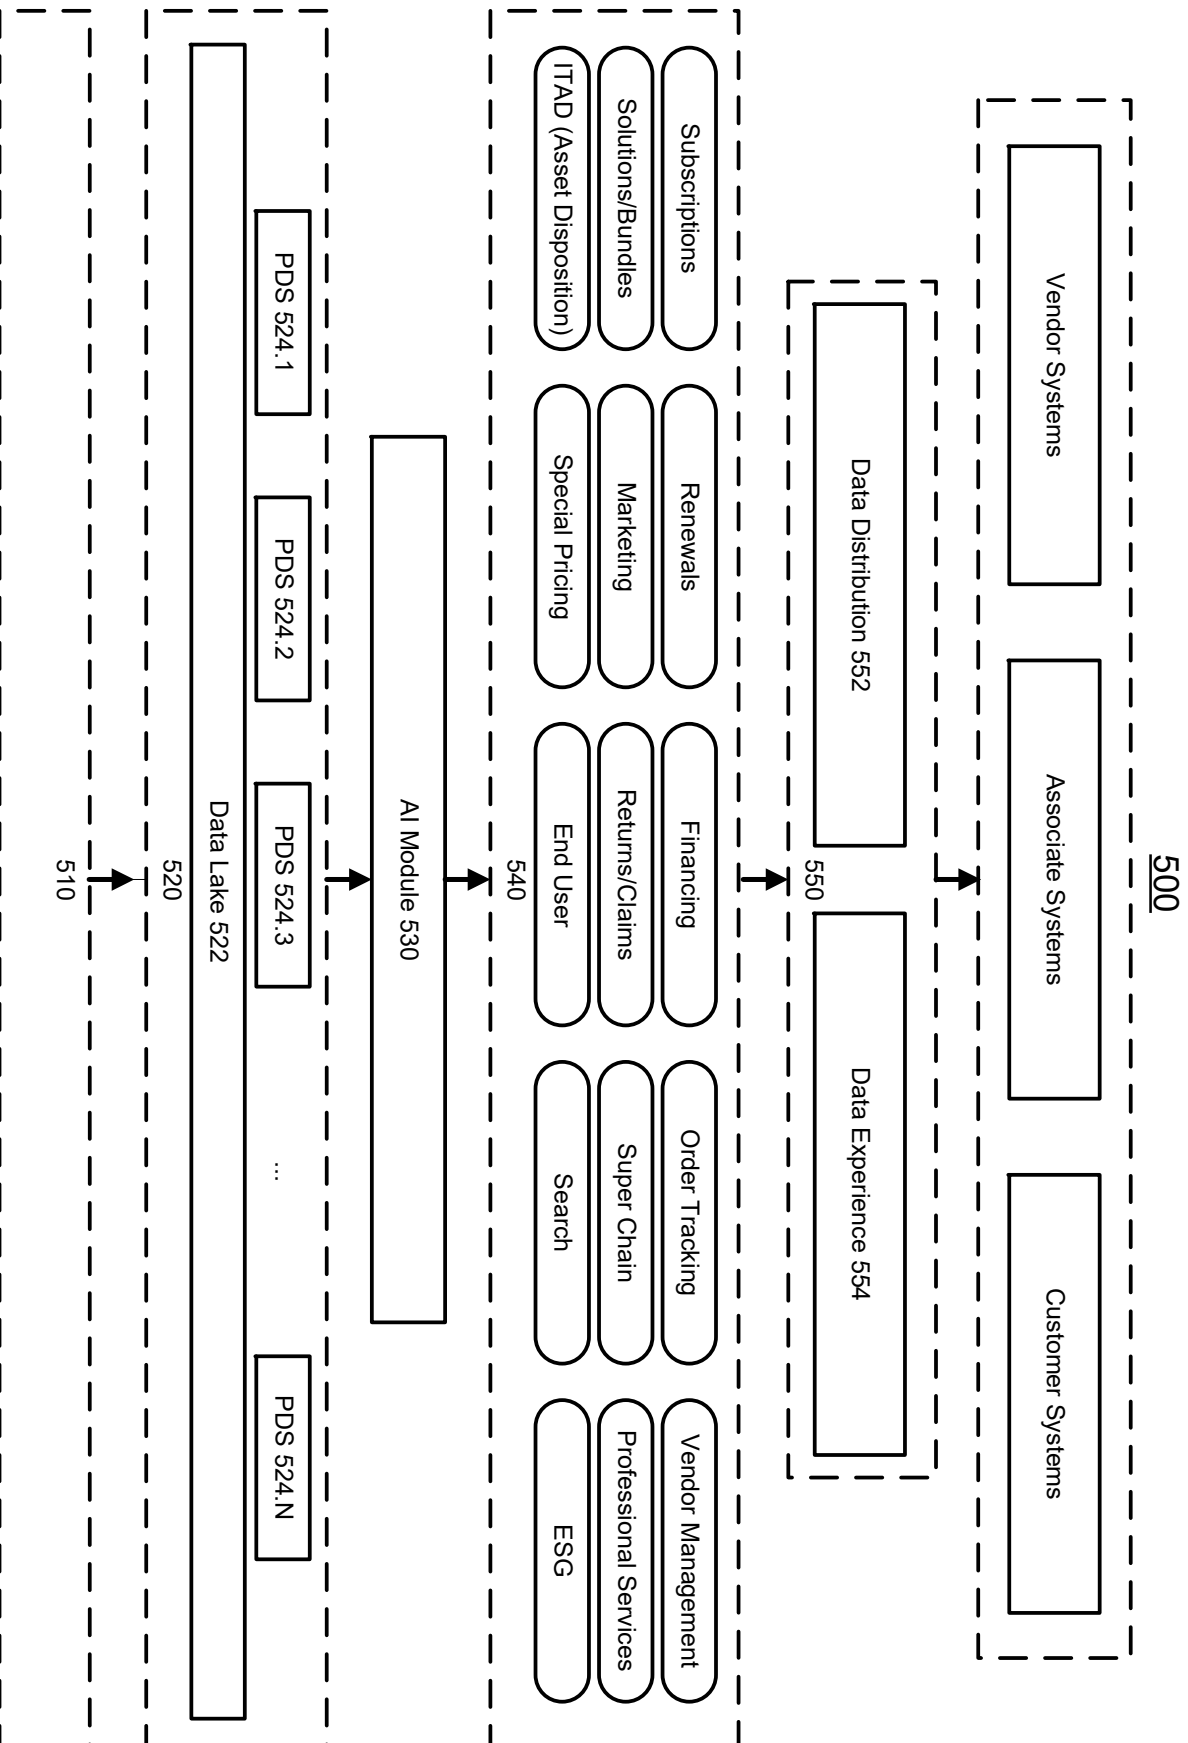 500
Vendor Systems
Associate Systems
Customer Systems
Data Distribution 552
Data Experience 554
550
Subscriptions
Renewals
Financing
Order Tracking
Vendor Management
Solutions/Bundles
Marketing
Returns/Claims
Super Chain
Professional Services
ITAD (Asset Disposition)
Special Pricing
End User
Search
ESG
540
AI Module 530
PDS 524.1
PDS 524.2
PDS 524.3
...
PDS 524.N
Data Lake 522
520
510